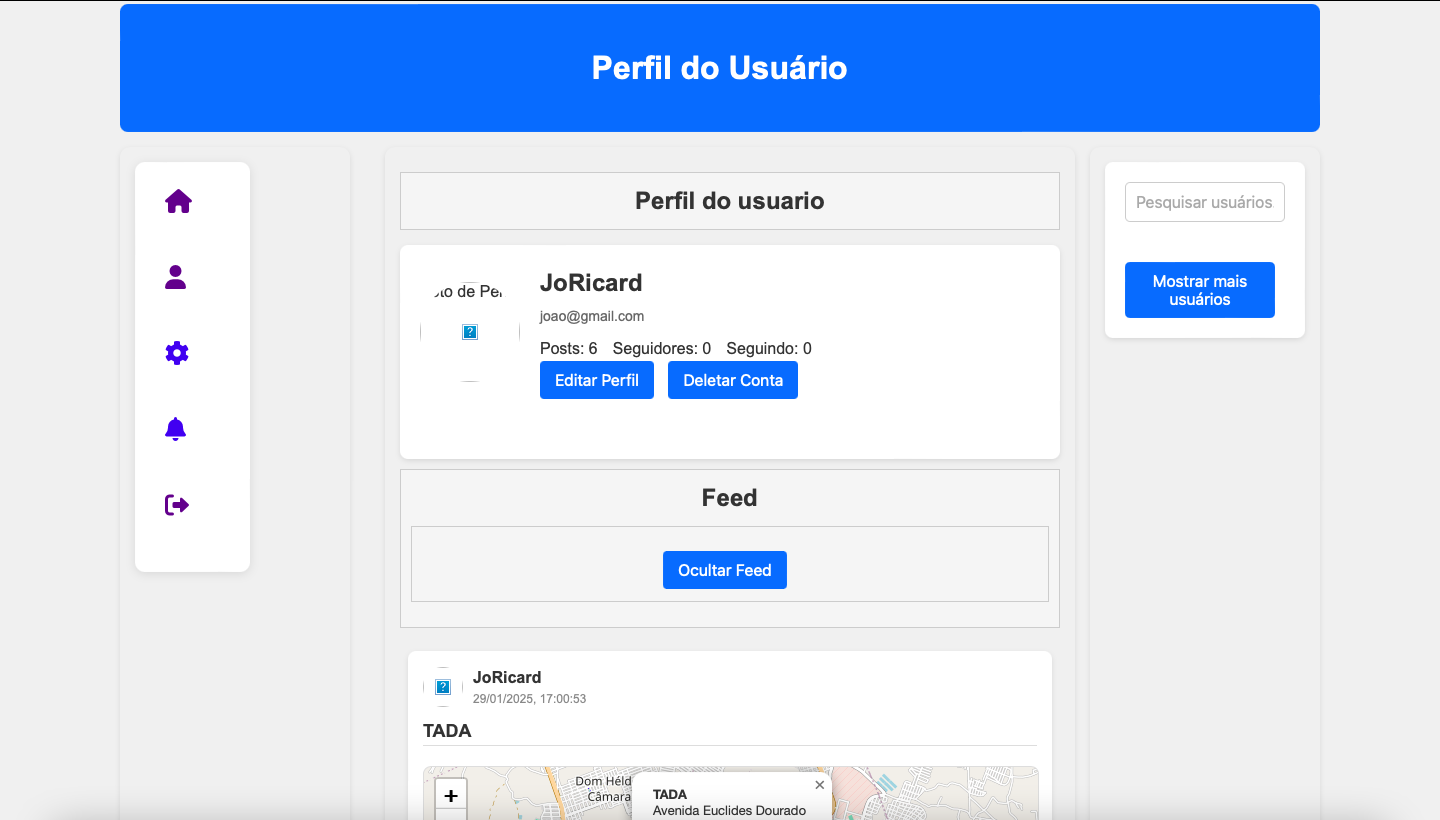 Perfil do Usuário
Perfil do usuario
Pesquisar usuários
Mostrar mais
usuários
JoRicard
joao@gmail.com
Posts: 6 Seguidores: 0 Seguindo: 0
Editar Perfil Deletar Conta
to de Per
Feed
Ocultar Feed
JoRicard
29/01/2025, 17:00:53
TADA
+
Dom Held
Câmara
×
TADA
Avenida Euclides Dourado